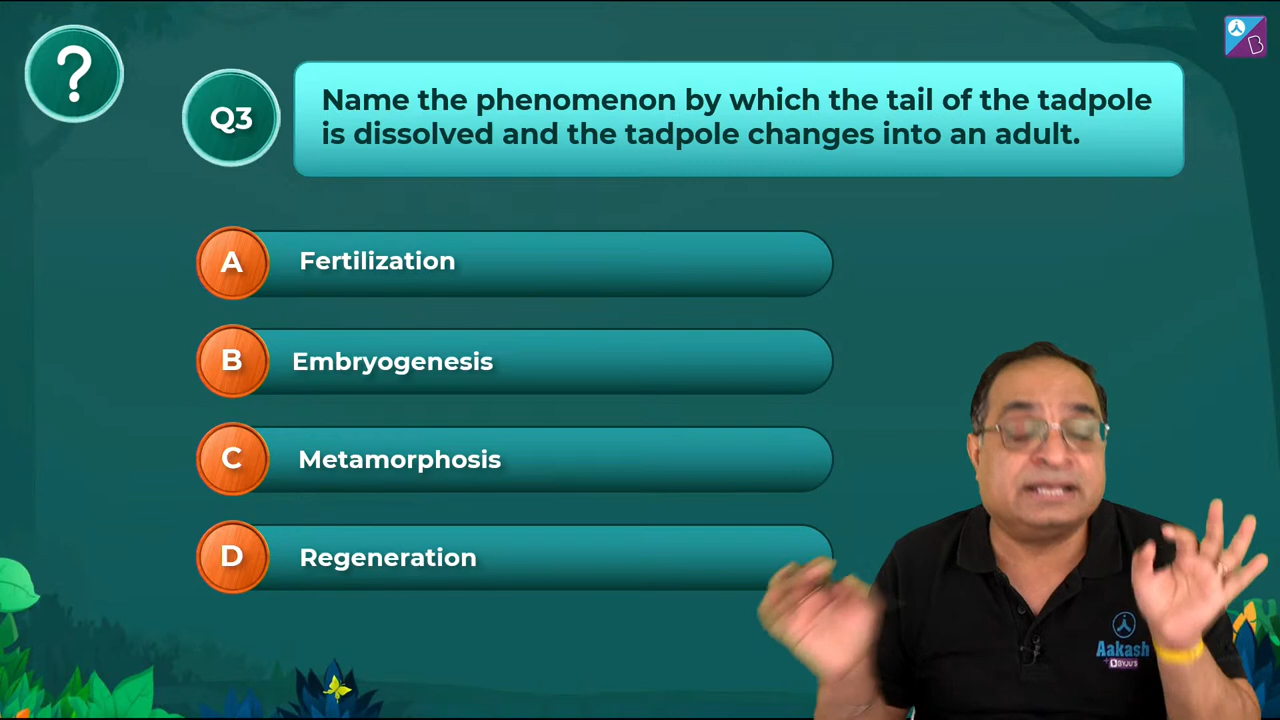 ?
Q3
Name the phenomenon by which the tail of the tadpole
is dissolved and the tadpole changes into an adult.
A
Fertilization
B
Embryogenesis
C
Metamorphosis
D
Regeneration
Aakash
BYJU'S